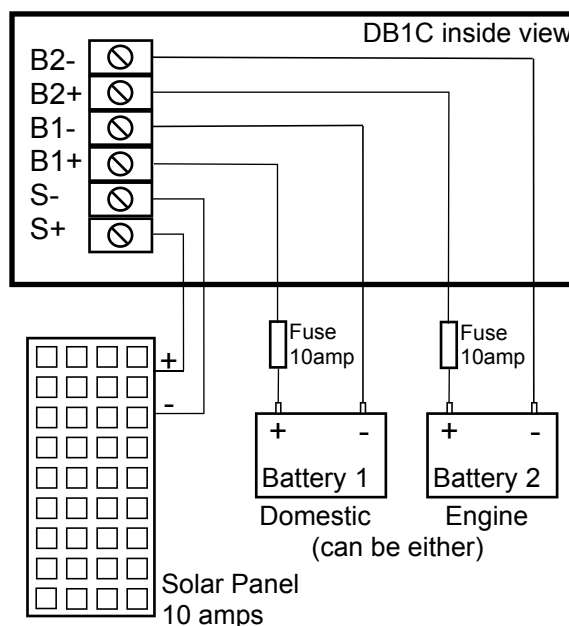 DB1C inside view
B2-
B2+
B1-
B1+
S-
S+
Fuse
10amp
Fuse
10amp
+
-
+ -
Battery 1
+ -
Battery 2
Domestic
Engine
(can be either)
Solar Panel
10 amps